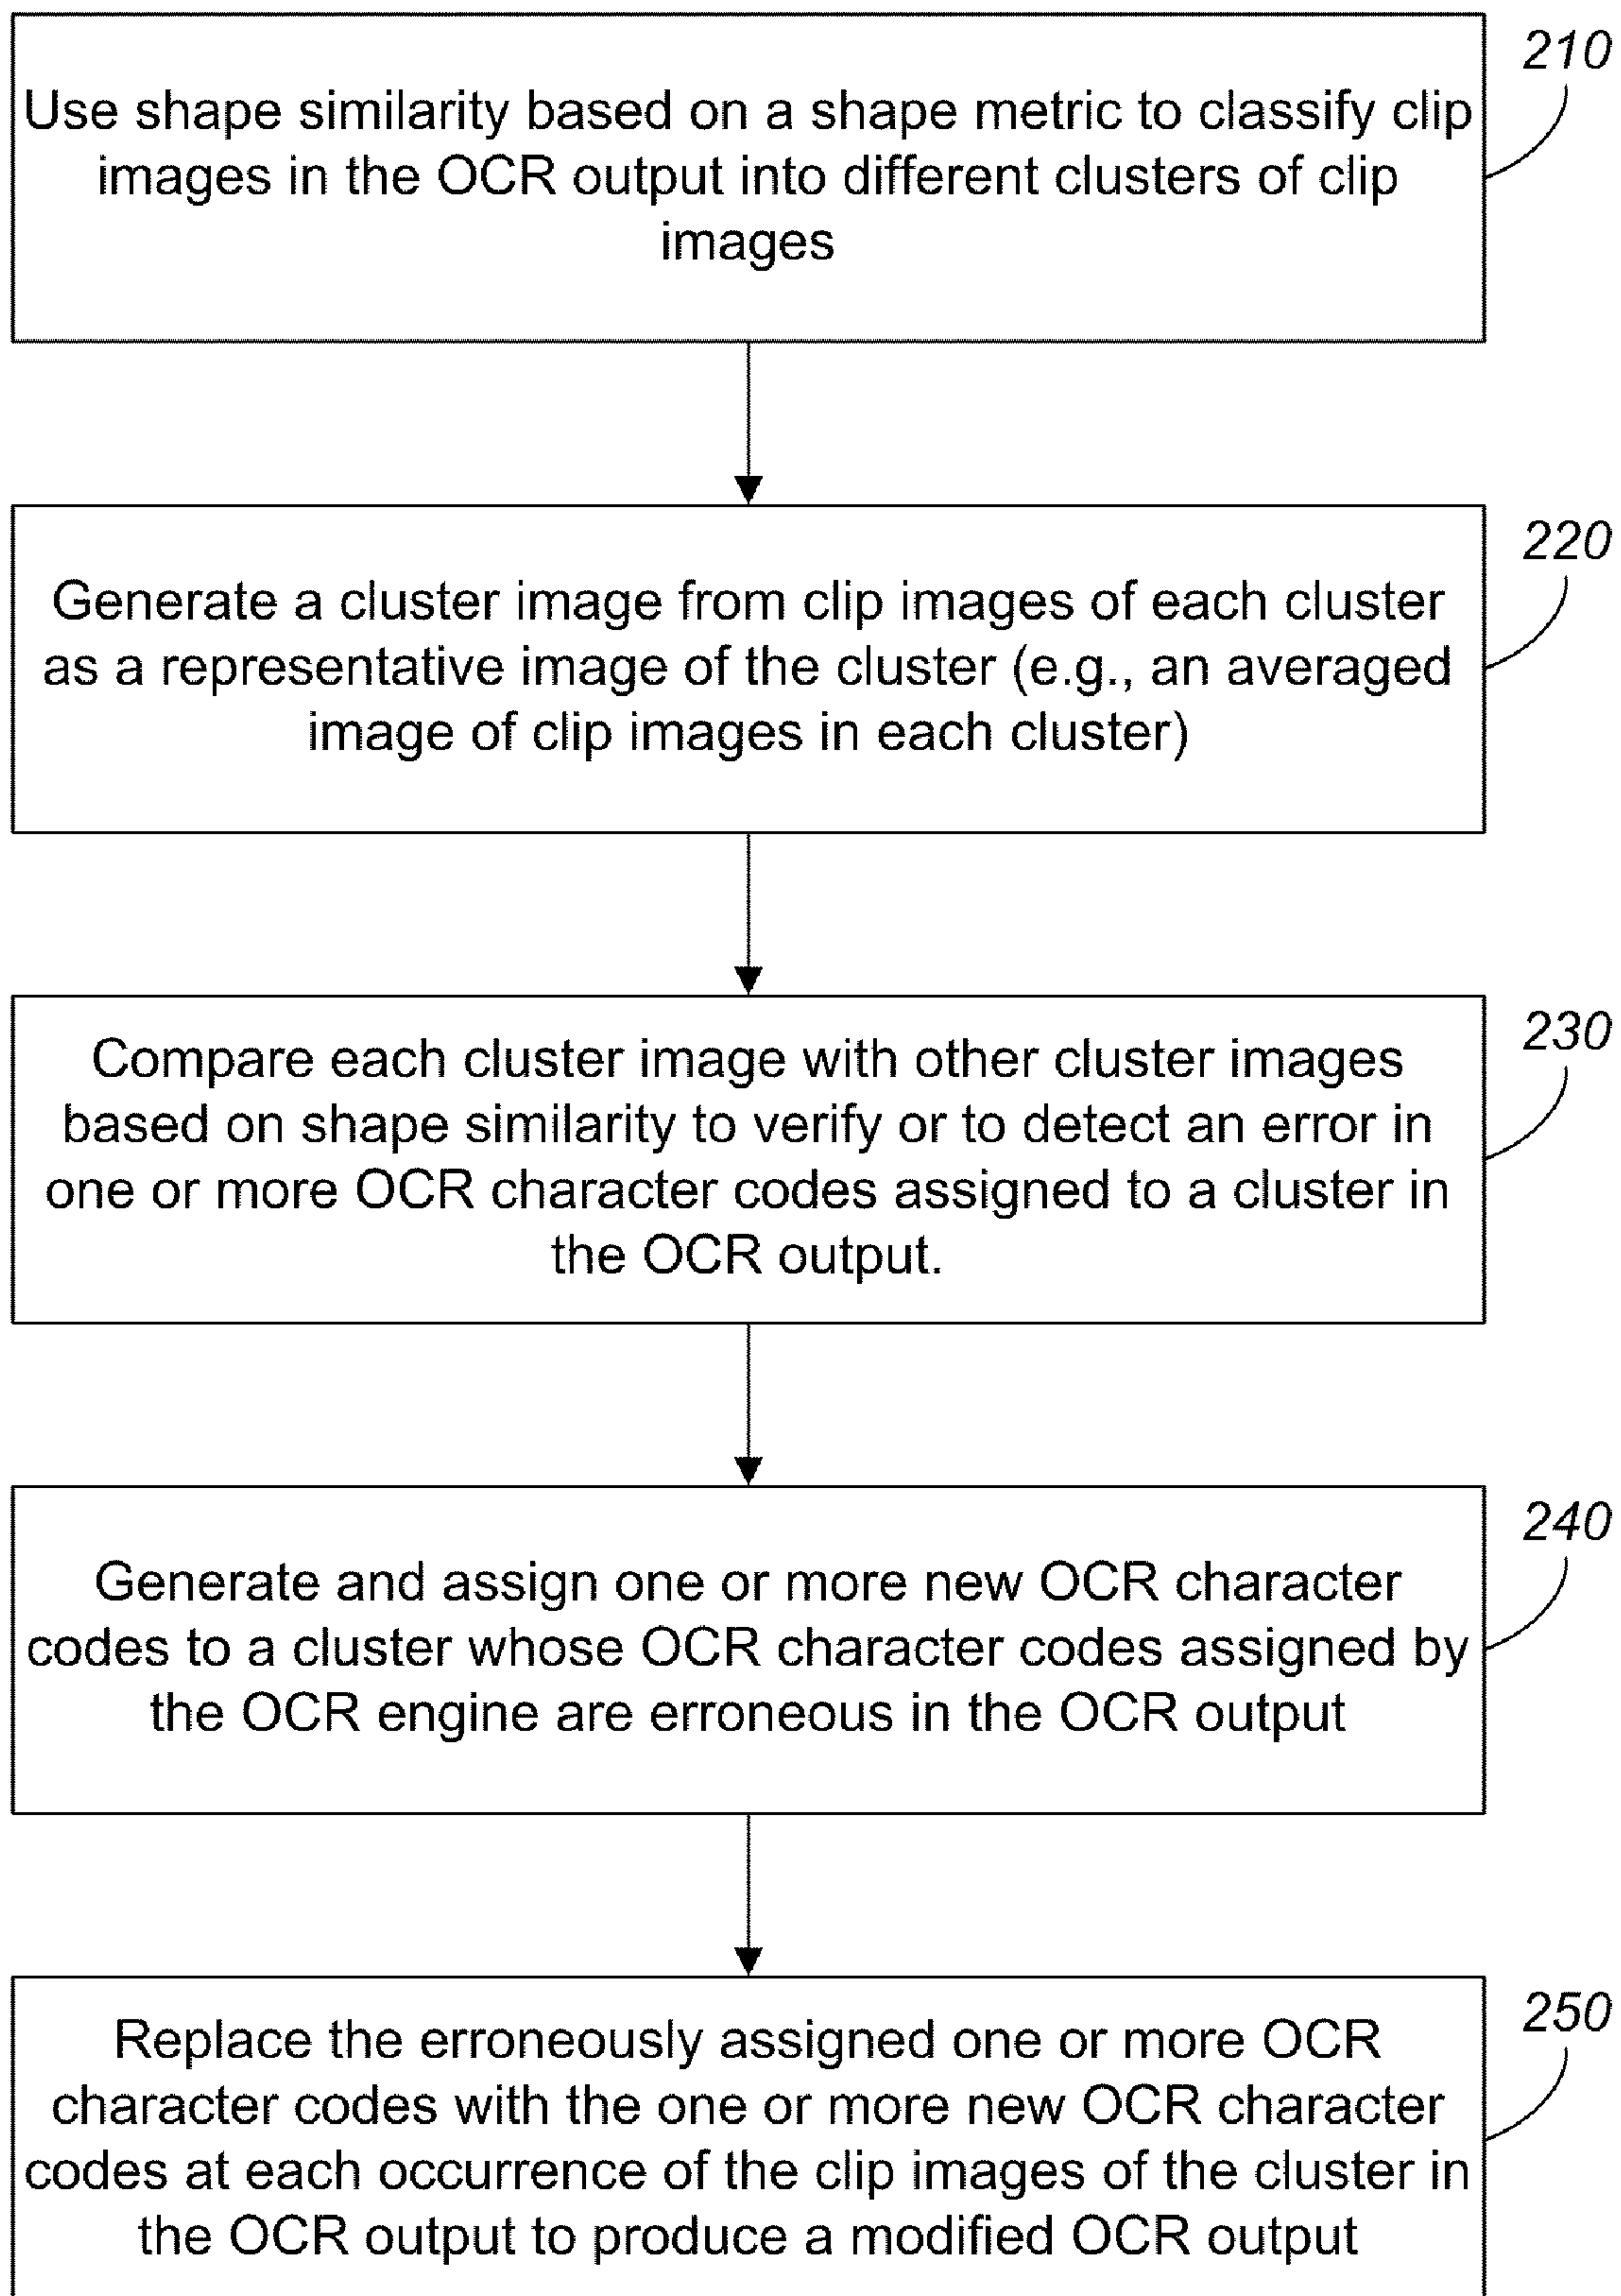 210
Use shape similarity based on a shape metric to classify clip
images in the OCR output into different clusters of clip
images
220
Generate a cluster image from clip images of each cluster
as a representative image of the cluster (e.g., an averaged
image of clip images in each cluster)
230
Compare each cluster image with other cluster images
based on shape similarity to verify or to detect an error in
one or more OCR character codes assigned to a cluster in
the OCR output.
240
Generate and assign one or more new OCR character
codes to a cluster whose OCR character codes assigned by
the OCR engine are erroneous in the OCR output
250
Replace the erroneously assigned one or more OCR
character codes with the one or more new OCR character
codes at each occurrence of the clip images of the cluster in
the OCR output to produce a modified OCR output